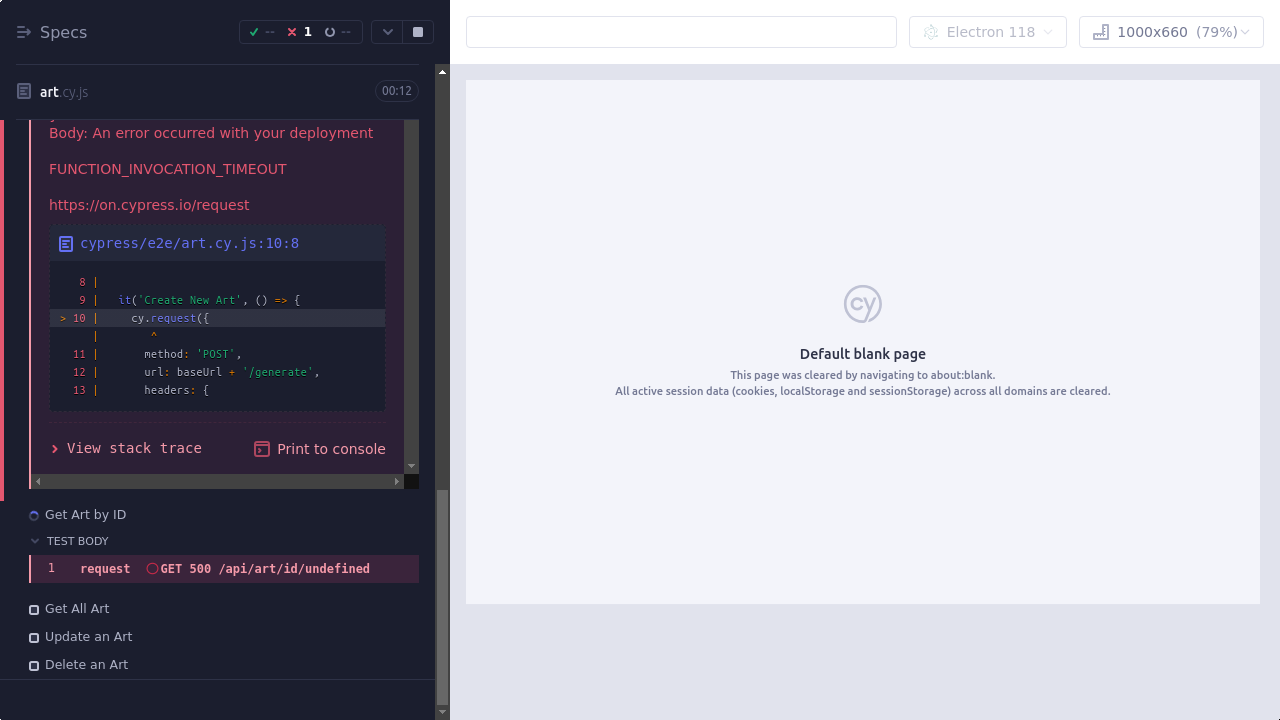 Specs
-- 1 --
Electron 118
1000x660 (79%)
art.cy.js
00:12
Body: An error occurred with your deployment
FUNCTION_INVOCATION_TIMEOUT
https://on.cypress.io/request
cypress/e2e/art.cy.js:10:8
8 |
9 | it('Create New Art', () => {
> 10 | cy.request({
| ^
11 | method: 'POST',
12 | url: baseUrl + '/generate',
13 | headers: {
View stack trace
Print to console
Get Art by ID
TEST BODY
1 request GET 500 /api/art/id/undefined
Get All Art
Update an Art
Delete an Art
cy
Default blank page
This page was cleared by navigating to about:blank.
All active session data (cookies, localStorage and sessionStorage) across all domains are cleared.